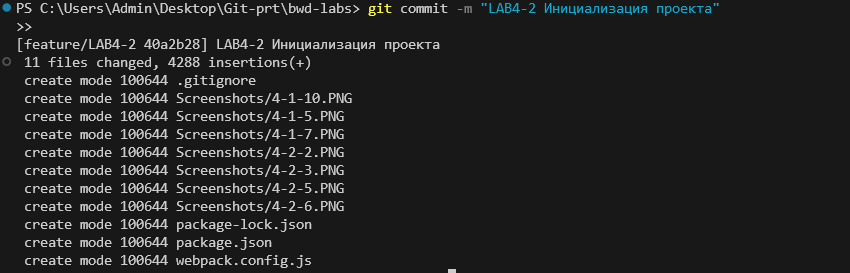 PS C:\Users\Admin\Desktop\Git-prt\bwd-labs> git commit -m "LAB4-2 Инициализация проекта"
>>
[feature/LAB4-2 40a2b28] LAB4-2 Инициализация проекта
11 files changed, 4288 insertions(+)
create mode 100644 .gitignore
create mode 100644 Screenshots/4-1-10.PNG
create mode 100644 Screenshots/4-1-5.PNG
create mode 100644 Screenshots/4-1-7.PNG
create mode 100644 Screenshots/4-2-2.PNG
create mode 100644 Screenshots/4-2-3.PNG
create mode 100644 Screenshots/4-2-5.PNG
create mode 100644 Screenshots/4-2-6.PNG
create mode 100644 package-lock.json
create mode 100644 package.json
create mode 100644 webpack.config.js